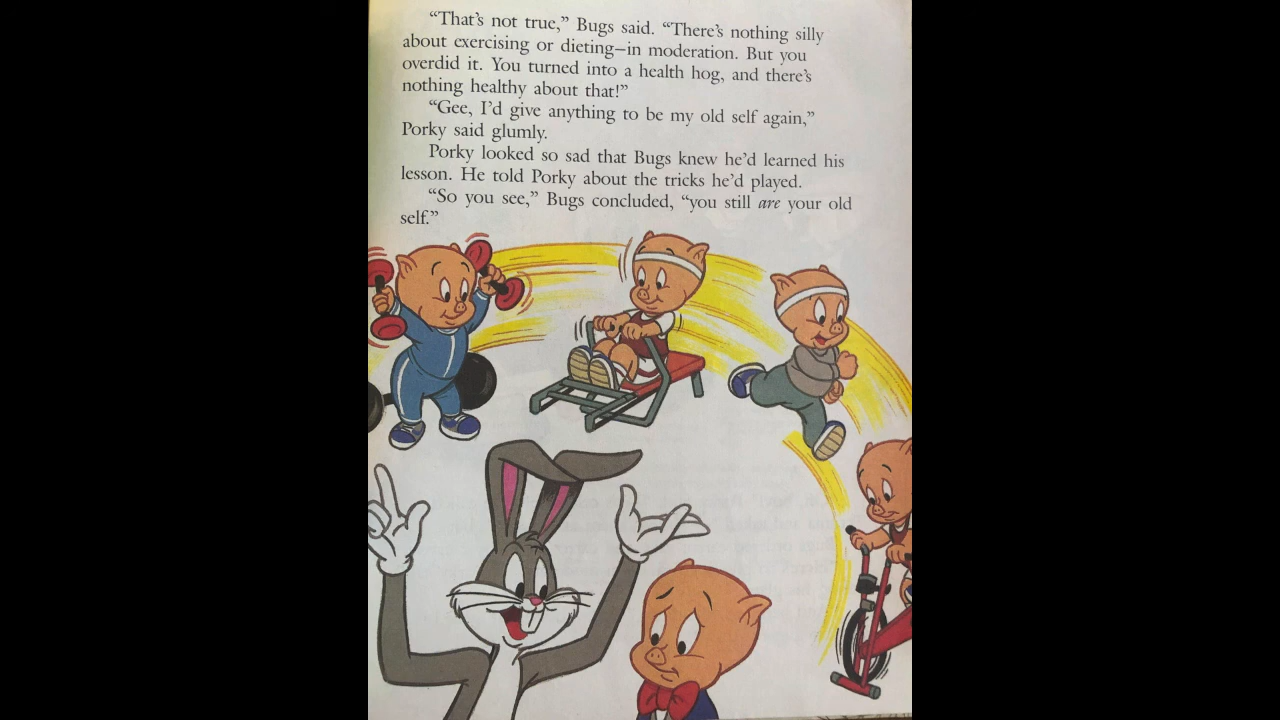 “That’s not true,” Bugs said. “There’s nothing silly
about exercising or dieting—in moderation. But you
overdid it. You turned into a health hog, and there’s
nothing healthy about that!”
“Gee, I’d give anything to be my old self again,”
Porky said glumly.
Porky looked so sad that Bugs knew he’d learned his
lesson. He told Porky about the tricks he’d played.
“So you see,” Bugs concluded, “you still are your old
self.”